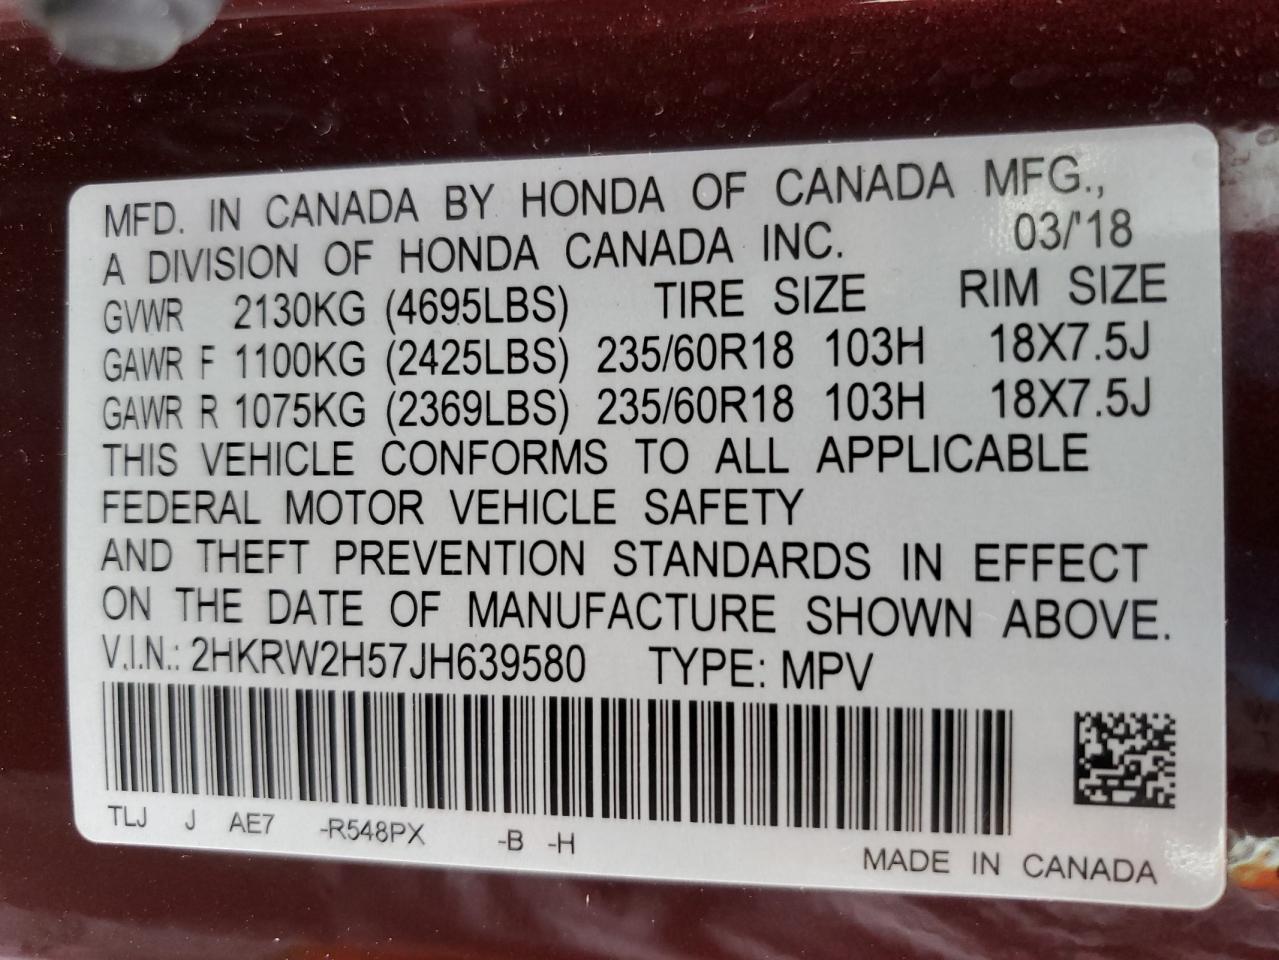 MFD. IN CANADA BY HONDA OF CANADA MFG.,
A DIVISION OF HONDA CANADA INC. 03/'18
GVWR 2130KG (4695LBS) TIRE SIZE RIM SIZE
GAWR F 1100KG (2425LBS) 235/60R18 103H 18X7.5J
GAWR R 1075KG (2369LBS) 235/60R18 103H 18X7.5J
THIS VEHICLE CONFORMS TO ALL APPLICABLE
FEDERAL MOTOR VEHICLE SAFETY
AND THEFT PREVENTION STANDARDS IN EFFECT
ON THE DATE OF MANUFACTURE SHOWN ABOVE.
V.I.N.: 2HKRW2H57JH639580 TYPE: MPV
TLJ J AE7 -R548PX -B -H
MADE IN CANADA